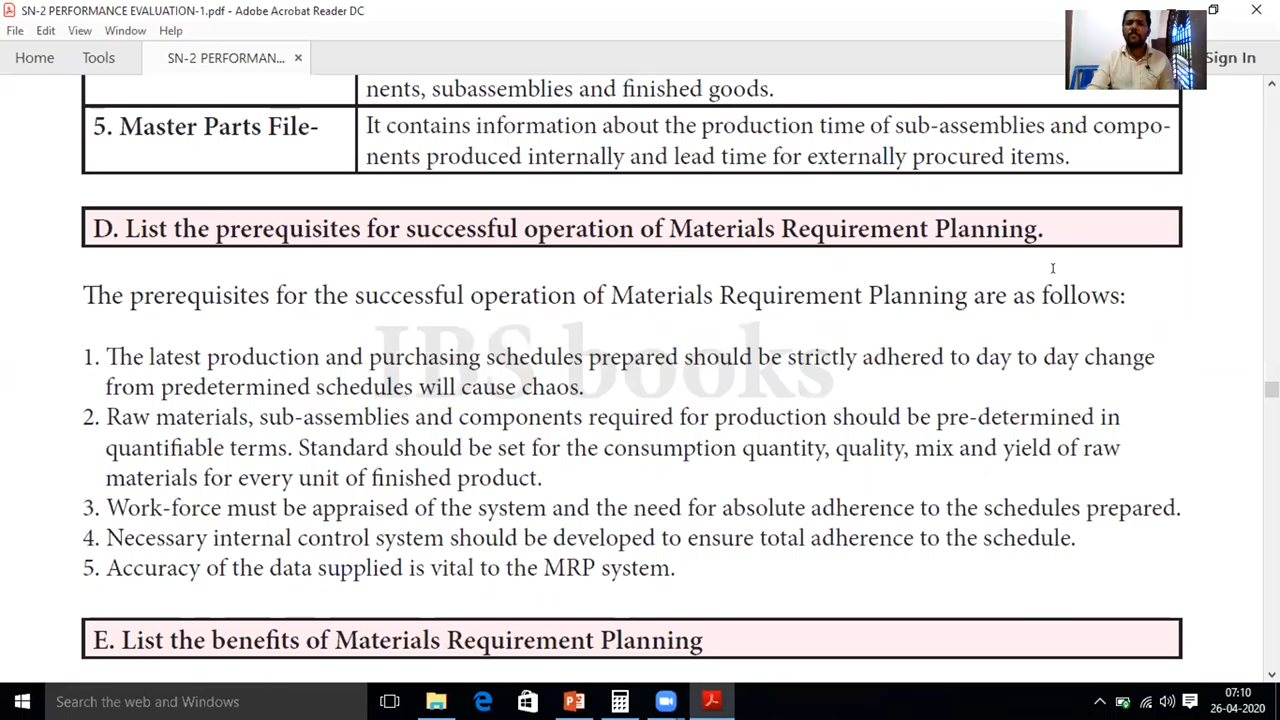 SN-2 PERFORMANCE EVALUATION-1.pdf - Adobe Acrobat Reader DC
File Edit View Window Help
Home Tools SN-2 PERFORMAN... × Sign In
nents, subassemblies and finished goods.
5. Master Parts File- It contains information about the production time of sub-assemblies and compo-
nents produced internally and lead time for externally procured items.
D. List the prerequisites for successful operation of Materials Requirement Planning.
The prerequisites for the successful operation of Materials Requirement Planning are as follows:
IBS books
1. The latest production and purchasing schedules prepared should be strictly adhered to day to day change
from predetermined schedules will cause chaos.
2. Raw materials, sub-assemblies and components required for production should be pre-determined in
quantifiable terms. Standard should be set for the consumption quantity, quality, mix and yield of raw
materials for every unit of finished product.
3. Work-force must be appraised of the system and the need for absolute adherence to the schedules prepared.
4. Necessary internal control system should be developed to ensure total adherence to the schedule.
5. Accuracy of the data supplied is vital to the MRP system.
E. List the benefits of Materials Requirement Planning
Search the web and Windows
07:10
26-04-2020